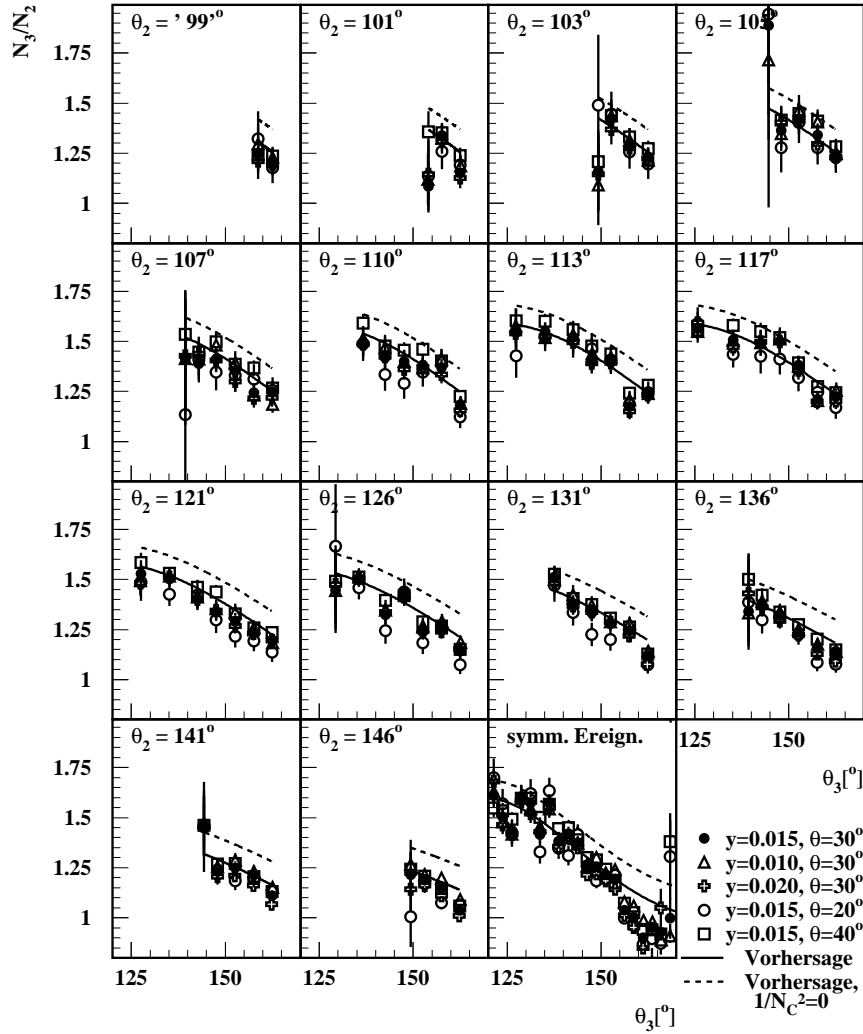 N₃/N₂
θ₂ = ’ 99’°
θ₂ = 101°
θ₂ = 103°
θ₂ = 105°
1.75
1.5
1.25
1
θ₂ = 107°
θ₂ = 110°
θ₂ = 113°
θ₂ = 117°
1.75
1.5
1.25
1
θ₂ = 121°
θ₂ = 126°
θ₂ = 131°
θ₂ = 136°
1.75
1.5
1.25
1
125 150
θ₃[°]
θ₂ = 141°
θ₂ = 146°
symm. Ereign.
1.75
1.5
1.25
1
125 150 125 150 125 150
θ₃[°]
y=0.015, θ=30°
y=0.010, θ=30°
y=0.020, θ=30°
y=0.015, θ=20°
y=0.015, θ=40°
Vorhersage
Vorhersage,
1/N_C²=0